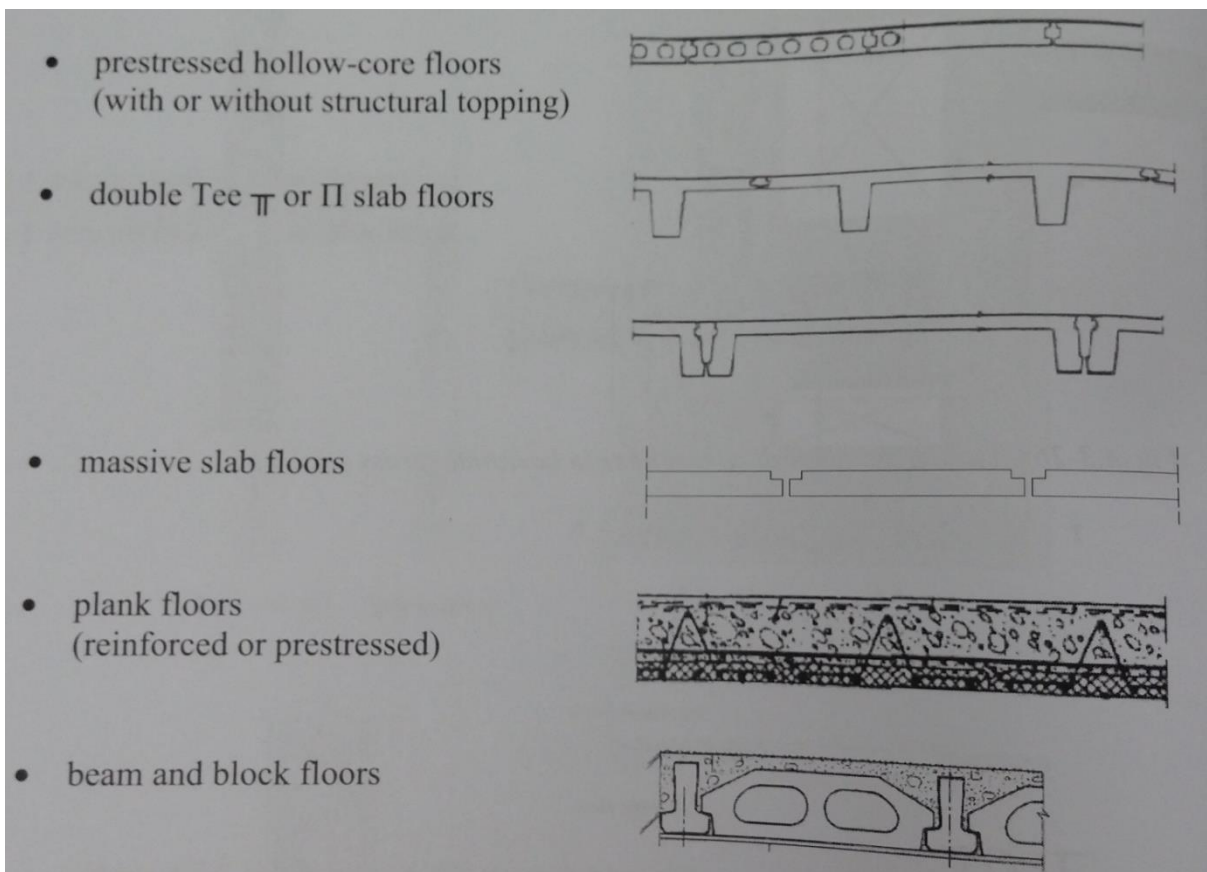 • prestressed hollow-core floors
(with or without structural topping)
• double Tee ╥ or Π slab floors
• massive slab floors
• plank floors
(reinforced or prestressed)
• beam and block floors